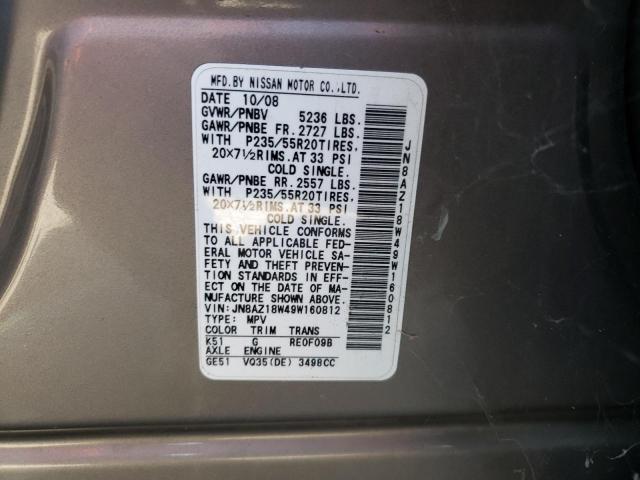 MFD. BY NISSAN MOTOR CO.,LTD.
DATE 10/08
GVWR/PNBV 5236 LBS.
GAWR/PNBE FR. 2727 LBS.
WITH P235/55R20TIRES,
20×7½RIMS.AT 33 PSI
COLD SINGLE.
GAWR/PNBE RR. 2557 LBS.
WITH P235/55R20TIRES,
20×7½RIMS.AT 33 PSI
COLD SINGLE.
THIS VEHICLE CONFORMS
TO ALL APPLICABLE FED-
ERAL MOTOR VEHICLE SA-
FETY AND THEFT PREVEN-
TION STANDARDS IN EFF-
ECT ON THE DATE OF MA-
NUFACTURE SHOWN ABOVE.
VIN: JN8AZ18W49W160812
TYPE: MPV
COLOR TRIM TRANS
K51 G RE0F09B
AXLE ENGINE
GE51 VQ35(DE) 3498CC
JN8AZ18W49W160812